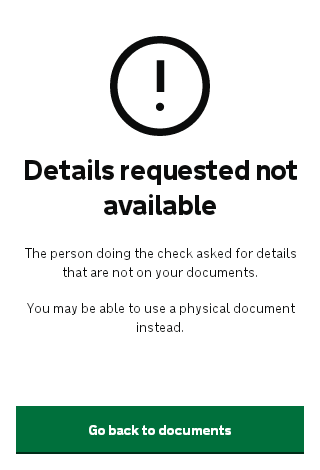 Details requested not
available
The person doing the check asked for details
that are not on your documents.
You may be able to use a physical document
instead.
Go back to documents